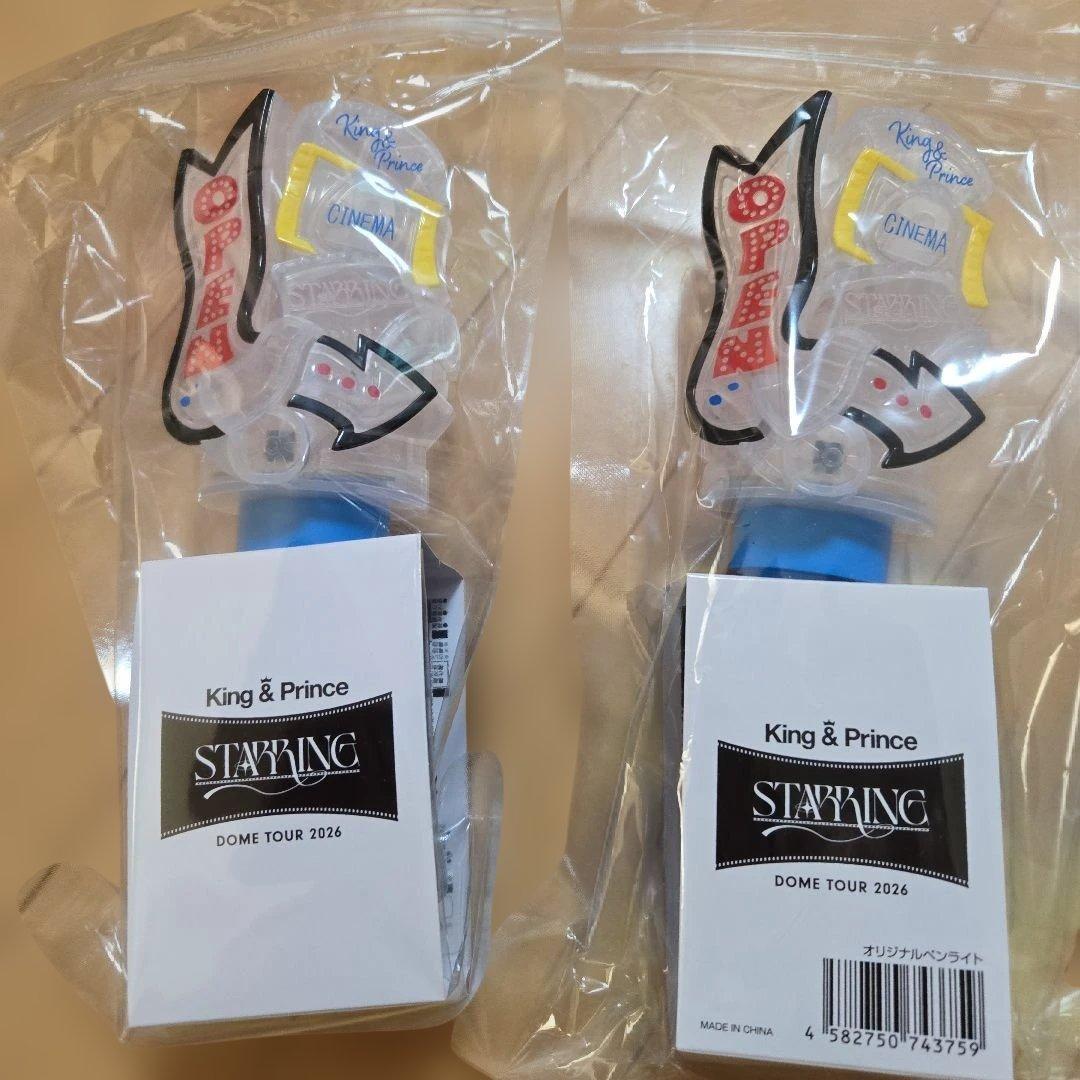 King
&
Prince
OPEN
CINEMA
STARRING
King & Prince
STARRING
DOME TOUR 2026
King
&
Prince
OPEN
CINEMA
STARRING
King & Prince
STARRING
DOME TOUR 2026
オリジナルペンライト
MADE IN CHINA
4 582750 743759